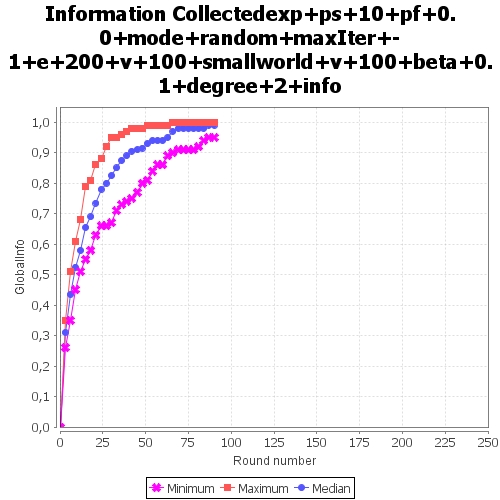 Information Collectedexp+ps+10+pf+0.
0+mode+random+maxIter+-
1+e+200+v+100+smallworld+v+100+beta+0.
1+degree+2+info
1,0
0,9
0,8
0,7
0,6
0,5
0,4
0,3
0,2
0,1
0,0
GlobalInfo
0 25 50 75 100 125 150 175 200 225 250
Round number
Minimum Maximum Median